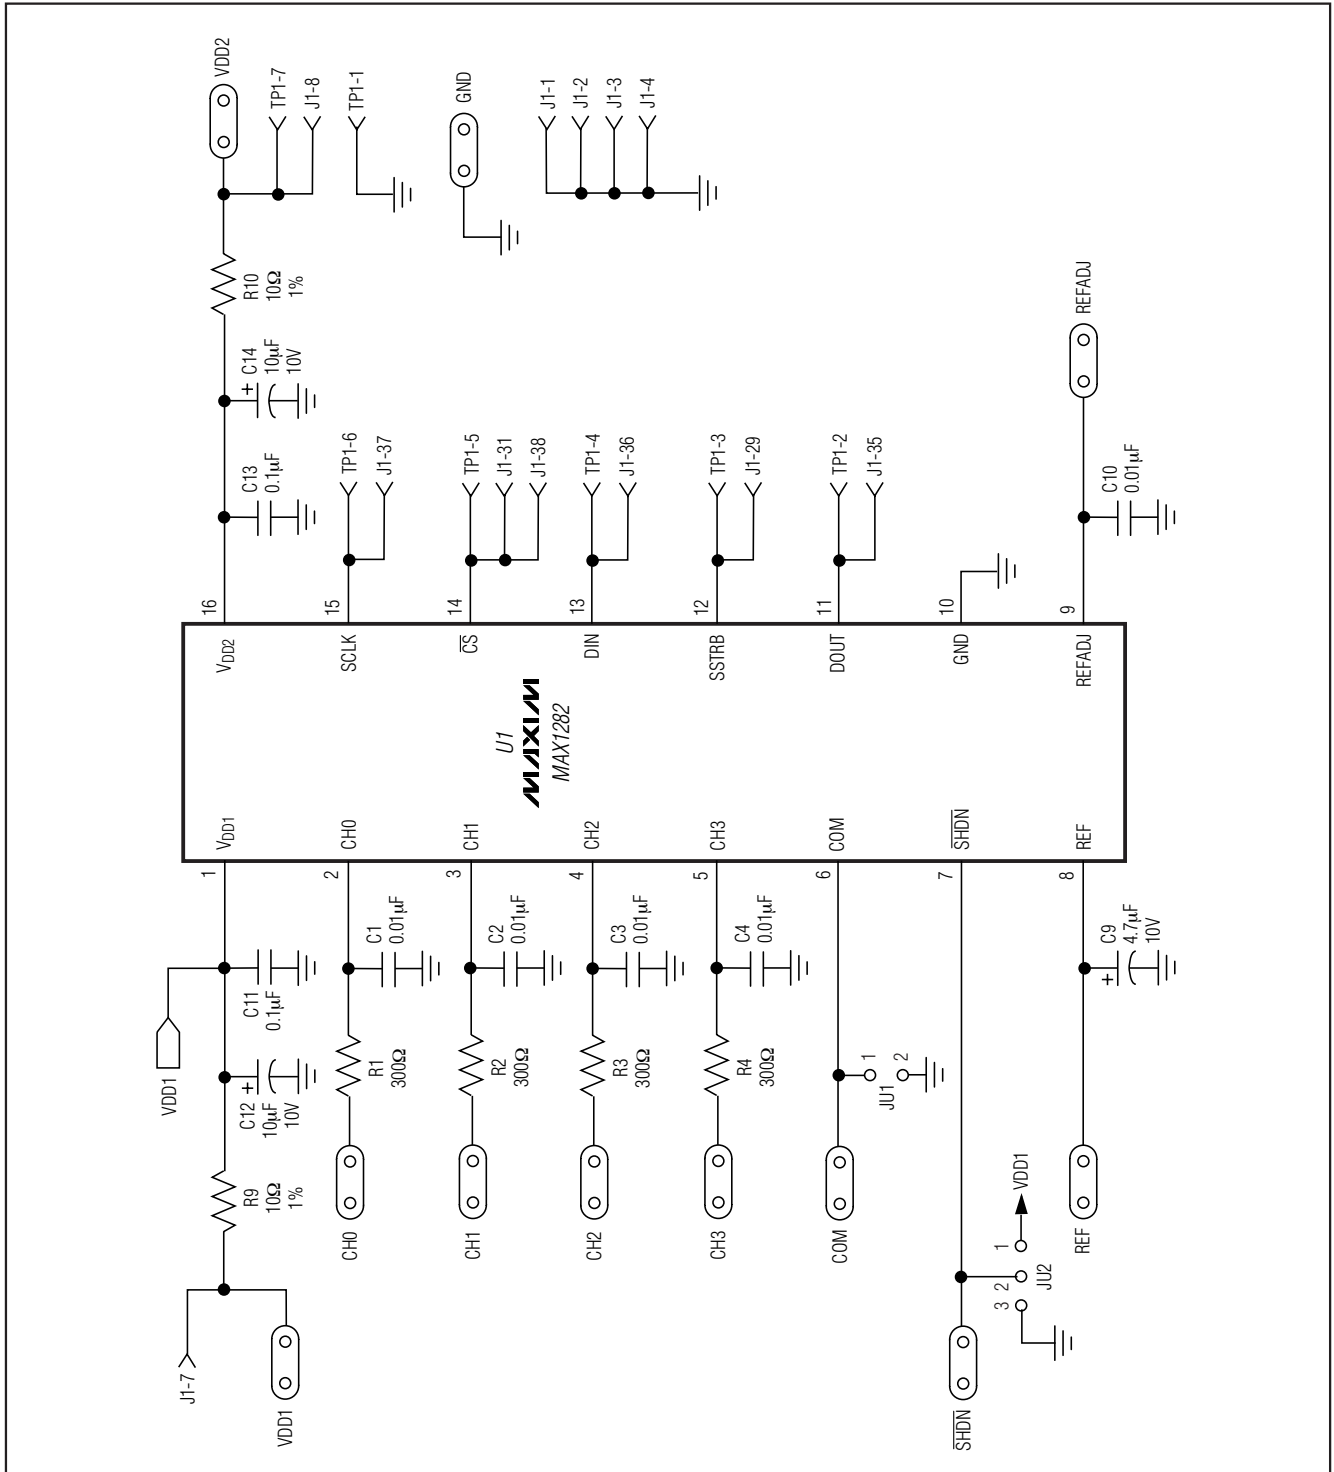 J1-7
VDD1
R9
10Ω
1%
VDD1
C12
10µF
10V
+
C11
0.1µF
1
VDD1
CH0
R1
300Ω
C1
0.01µF
2
CH0
CH1
R2
300Ω
C2
0.01µF
3
CH1
CH2
R3
300Ω
C3
0.01µF
4
CH2
CH3
R4
300Ω
C4
0.01µF
5
CH3
COM
JU1
1
2
6
COM
SHDN
3
2
1
JU2
VDD1
7
SHDN
REF
+
C9
4.7µF
10V
8
REF
U1
MAXIM
MAX1282
VDD2
16
C13
0.1µF
+
C14
10µF
10V
R10
10Ω
1%
VDD2
TP1-7
J1-8
TP1-1
GND
J1-1
J1-2
J1-3
J1-4
SCLK
15
TP1-6
J1-37
CS
14
TP1-5
J1-31
J1-38
DIN
13
TP1-4
J1-36
SSTRB
12
TP1-3
J1-29
DOUT
11
TP1-2
J1-35
GND
10
REFADJ
9
C10
0.01µF
REFADJ